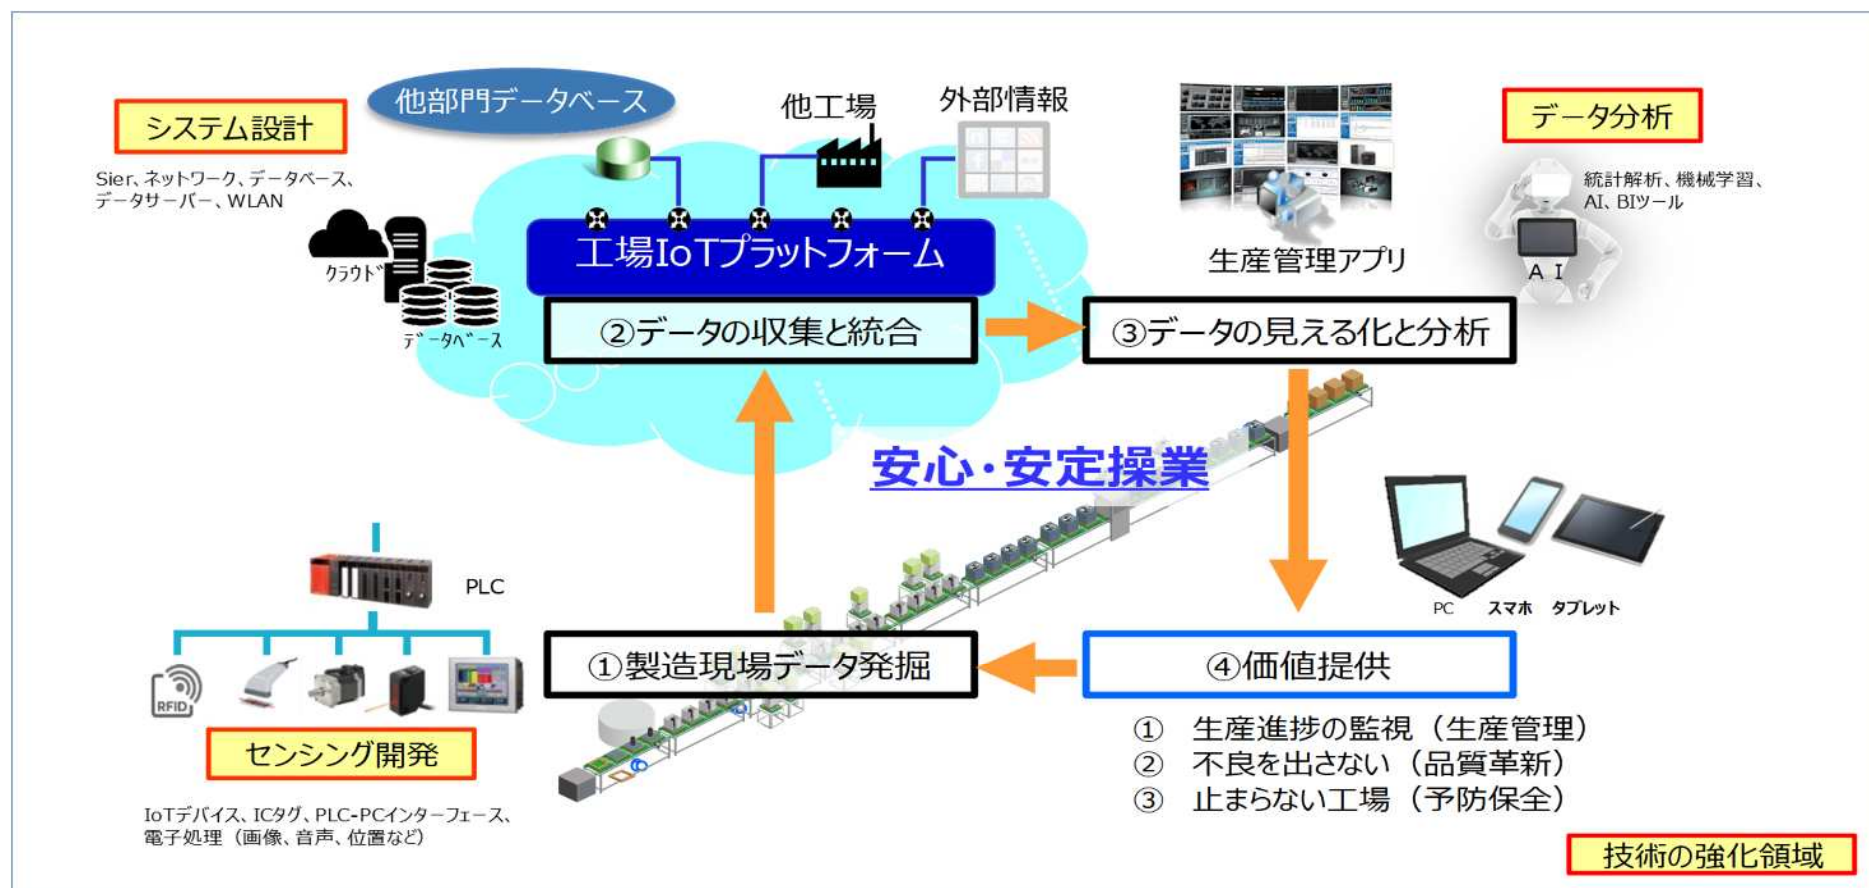 他部門データベース
他工場
外部情報
システム設計
Sier、ネットワーク、データベース、
データサーバー、WLAN
クラウド
データベース
工場IoTプラットフォーム
②データの収集と統合
生産管理アプリ
③データの見える化と分析
データ分析
統計解析、機械学習、
AI、BIツール
A I
安心・安定操業
PLC
RFID
センシング開発
IoTデバイス、ICタグ、PLC-PCインターフェース、
電子処理（画像、音声、位置など）
①製造現場データ発掘
PC スマホ タブレット
④価値提供
① 生産進捗の監視（生産管理）
② 不良を出さない（品質革新）
③ 止まらない工場（予防保全）
技術の強化領域